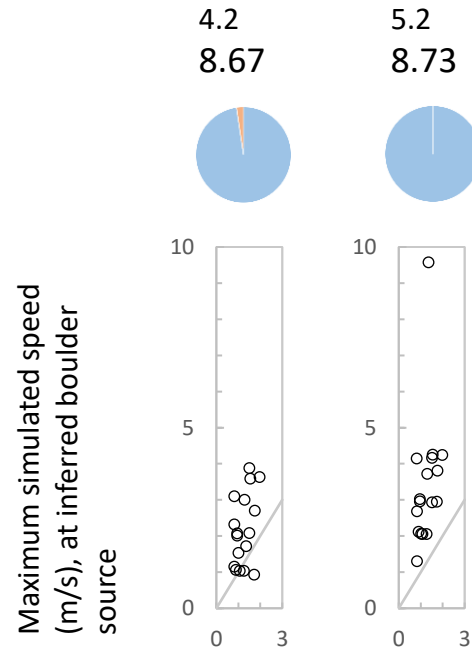 4.2 5.2
8.67 8.73
Maximum simulated speed
(m/s), at inferred boulder
source
10 10
5 5
0 0
0 3 0 3